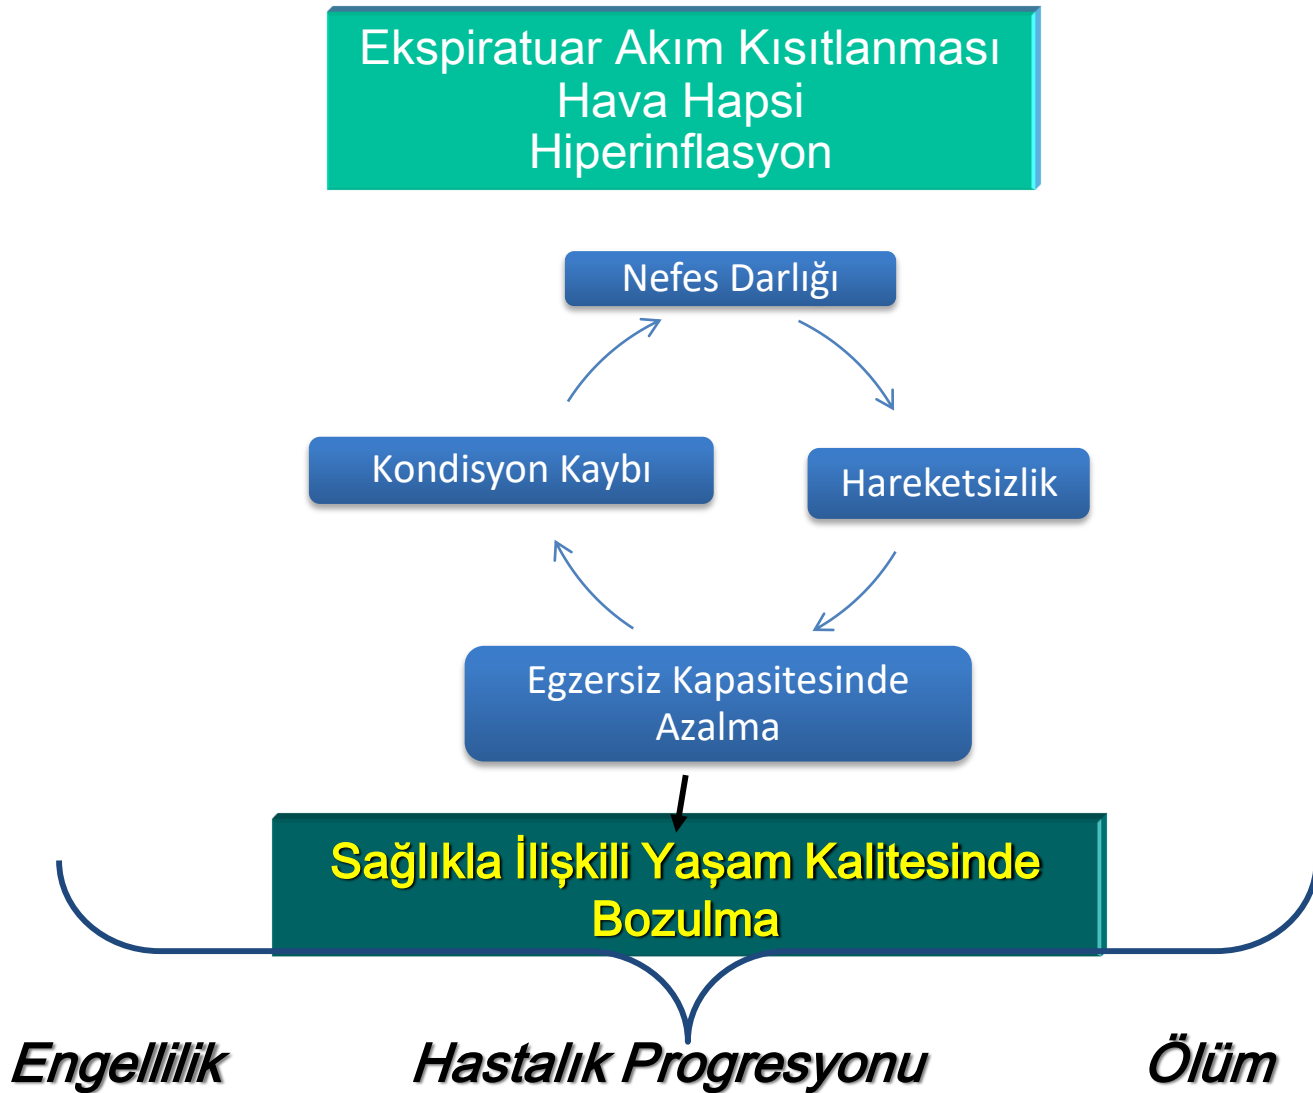 Ekspiratuar Akım Kısıtlanması
Hava Hapsi
Hiperinflasyon
Nefes Darlığı
Kondisyon Kaybı
Hareketsizlik
Egzersiz Kapasitesinde
Azalma
Sağlıkla İlişkili Yaşam Kalitesinde
Bozulma
Engellilik
Hastalık Progresyonu
Ölüm